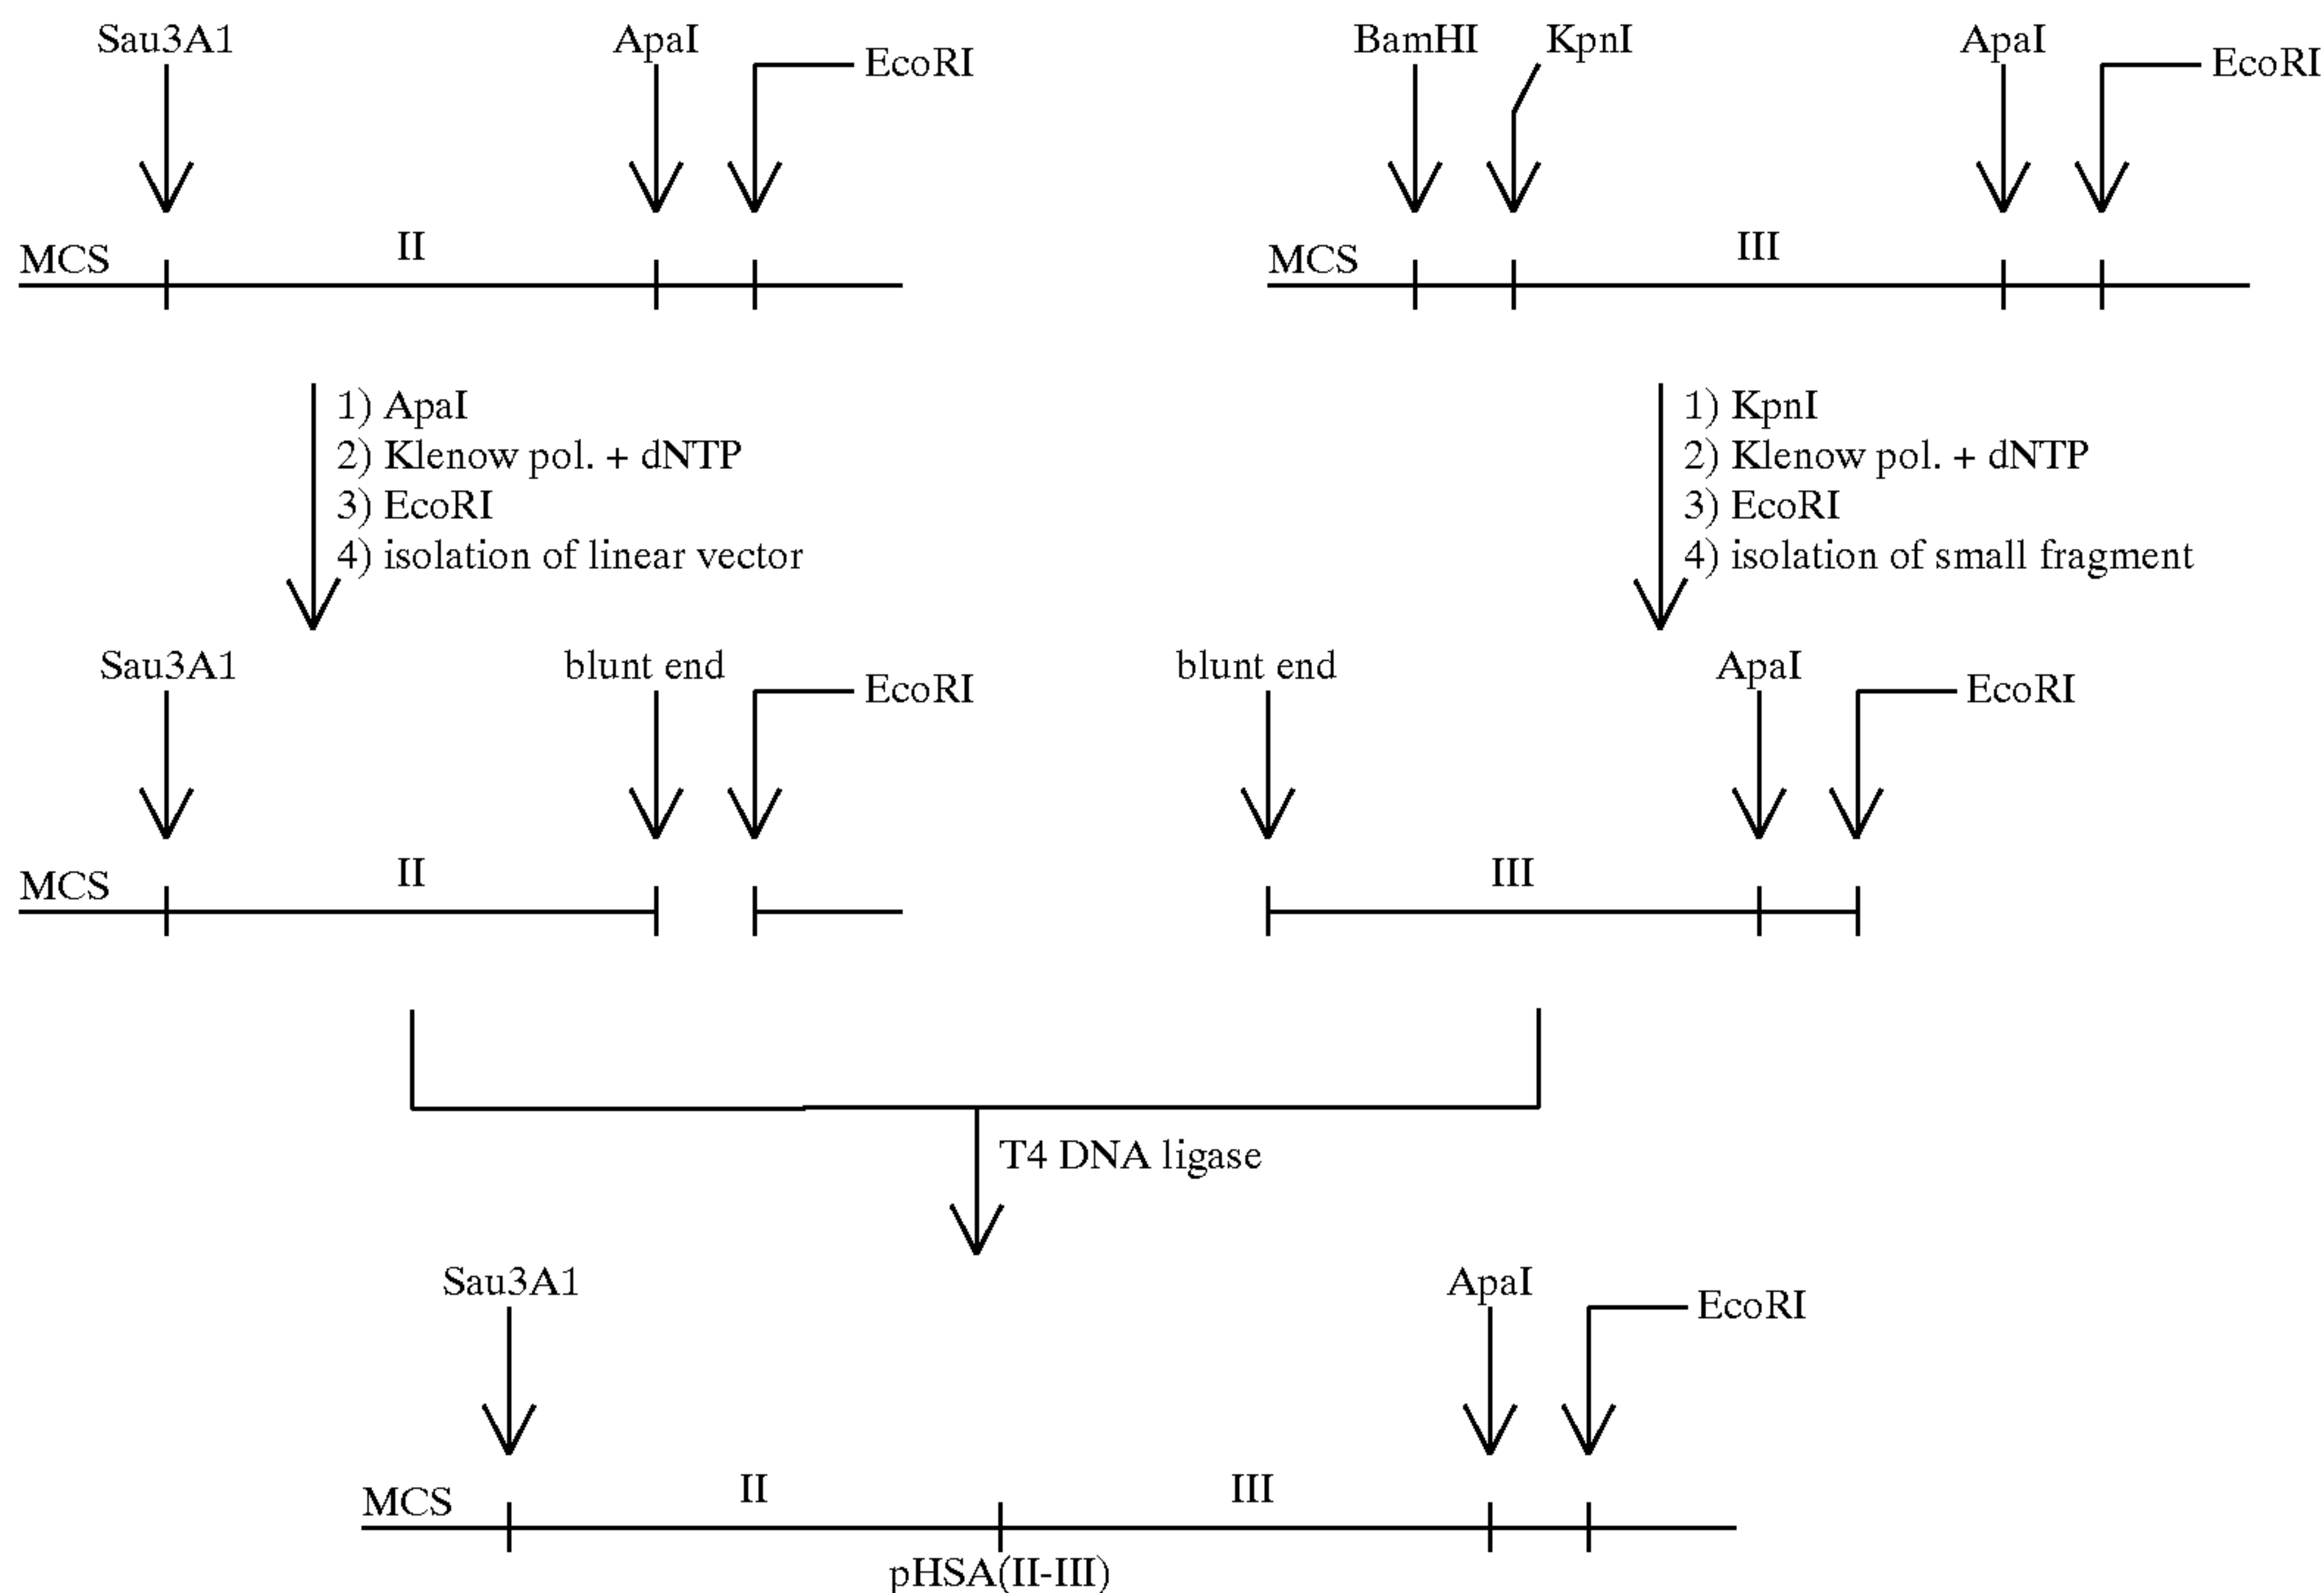 Sau3A1
ApaI
EcoRI
MCS
II
BamHI
KpnI
ApaI
EcoRI
MCS
III
1) ApaI
2) Klenow pol. + dNTP
3) EcoRI
4) isolation of linear vector
1) KpnI
2) Klenow pol. + dNTP
3) EcoRI
4) isolation of small fragment
Sau3A1
blunt end
EcoRI
MCS
II
blunt end
ApaI
EcoRI
III
T4 DNA ligase
Sau3A1
ApaI
EcoRI
MCS
II
III
pHSA(II-III)